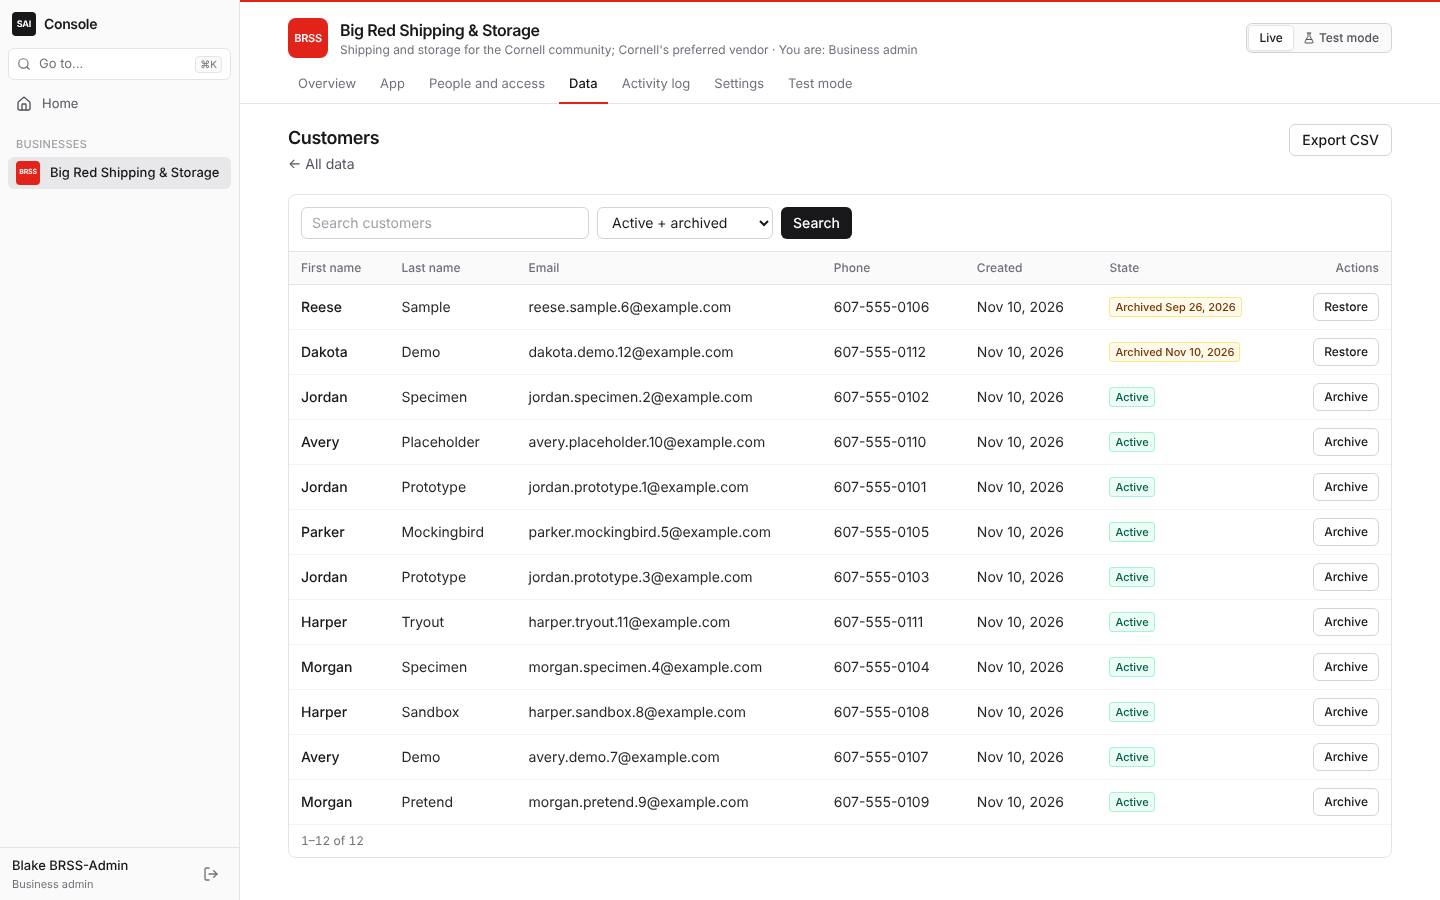 SAI Console
Go to... ⌘K
Home
BUSINESSES
BRSS Big Red Shipping & Storage
Blake BRSS-Admin
Business admin
BRSS
Big Red Shipping & Storage
Shipping and storage for the Cornell community; Cornell's preferred vendor · You are: Business admin
Live Test mode
Overview App People and access Data Activity log Settings Test mode
Customers
← All data
Export CSV
Search customers Active + archived Search
First name Last name Email Phone Created State Actions
Reese Sample reese.sample.6@example.com 607-555-0106 Nov 10, 2026 Archived Sep 26, 2026 Restore
Dakota Demo dakota.demo.12@example.com 607-555-0112 Nov 10, 2026 Archived Nov 10, 2026 Restore
Jordan Specimen jordan.specimen.2@example.com 607-555-0102 Nov 10, 2026 Active Archive
Avery Placeholder avery.placeholder.10@example.com 607-555-0110 Nov 10, 2026 Active Archive
Jordan Prototype jordan.prototype.1@example.com 607-555-0101 Nov 10, 2026 Active Archive
Parker Mockingbird parker.mockingbird.5@example.com 607-555-0105 Nov 10, 2026 Active Archive
Jordan Prototype jordan.prototype.3@example.com 607-555-0103 Nov 10, 2026 Active Archive
Harper Tryout harper.tryout.11@example.com 607-555-0111 Nov 10, 2026 Active Archive
Morgan Specimen morgan.specimen.4@example.com 607-555-0104 Nov 10, 2026 Active Archive
Harper Sandbox harper.sandbox.8@example.com 607-555-0108 Nov 10, 2026 Active Archive
Avery Demo avery.demo.7@example.com 607-555-0107 Nov 10, 2026 Active Archive
Morgan Pretend morgan.pretend.9@example.com 607-555-0109 Nov 10, 2026 Active Archive
1–12 of 12